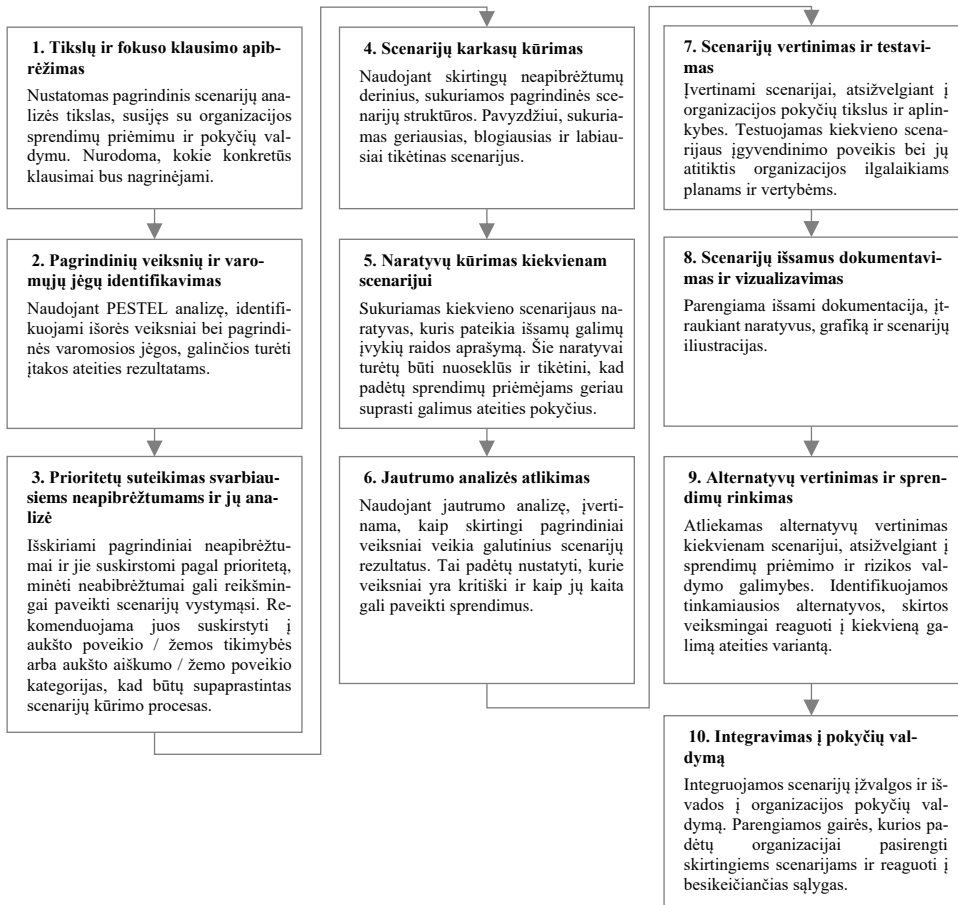 1. Tikslų ir fokuso klausimo apib-
rėžimas
Nustatomas pagrindinis scenarijų ana-
lizės tikslas, susijęs su organizacijos
sprendimų priėmimu ir pokyčių val-
dymu. Nurodoma, kokie konkretūs
klausimai bus nagrinėjami.
2. Pagrindinių veiksnių ir varo-
mųjų jėgų identifikavimas
Naudojant PESTEL analizę, identifi-
kuojami išorės veiksniai bei pagrindi-
nės varomosios jėgos, galinčios turėti
įtakos ateities rezultatams.
3. Prioritetų suteikimas svarbiau-
siems neapibrėžtumams ir jų ana-
lizė
Išskiriami pagrindiniai neapibrėžtu-
mai ir jie suskirstomi pagal prioritetą,
minėti neabibrėžtumai gali reikšmin-
gai paveikti scenarijų vystymąsi. Re-
komenduojama juos suskirstyti į
aukšto poveikio / žemos tikimybės
arba aukšto aiškumo / žemo poveikio
kategorijas, kad būtų supaprastintas
scenarijų kūrimo procesas.
4. Scenarijų karkasų kūrimas
Naudojant skirtingų neapibrėžtumų
derinius, sukuriamos pagrindinės sce-
narijų struktūros. Pavyzdžiui, sukuria-
mas geriausias, blogiausias ir labiau-
siai tikėtinas scenarijus.
5. Naratyvų kūrimas kiekvienam
scenarijui
Sukuriamas kiekvieno scenarijaus na-
ratyvas, kuris pateikia išsamų galimų
įvykių raidos aprašymą. Šie naratyvai
turėtų būti nuoseklūs ir tikėtini, kad
padėtų sprendimų priėmėjams geriau
suprasti galimus ateities pokyčius.
6. Jautrumo analizės atlikimas
Naudojant jautrumo analizę, įverti-
nama, kaip skirtingi pagrindiniai
veiksniai veikia galutinius scenarijų
rezultatus. Tai padėtų nustatyti, kurie
veiksniai yra kritiški ir kaip jų kaita
gali paveikti sprendimus.
7. Scenarijų vertinimas ir testavi-
mas
Įvertinami scenarijai, atsižvelgiant į
organizacijos pokyčių tikslus ir aplin-
kybes. Testuojamas kiekvieno scena-
rijaus įgyvendinimo poveikis bei jų
atitiktis organizacijos ilgalaikiams
planams ir vertybėms.
8. Scenarijų išsamus dokumentavi-
mas ir vizualizavimas
Parengiama išsami dokumentacija, įt-
raukiant naratyvus, grafiką ir scenarijų
iliustracijas.
9. Alternatyvų vertinimas ir spren-
dimų rinkimas
Atliekamas alternatyvų vertinimas
kiekvienam scenarijui, atsižvelgiant į
sprendimų priėmimo ir rizikos val-
dymo galimybes. Identifikuojamos
tinkamiausios alternatyvos, skirtos
veiksmingai reaguoti į kiekvieną ga-
limą ateities variantą.
10. Integravimas į pokyčių val-
dymą
Integruojamos scenarijų įžvalgos ir iš-
vados į organizacijos pokyčių val-
dymą. Parengiamos gairės, kurios pa-
dėtų organizacijai pasirengti
skirtingiems scenarijams ir reaguoti į
besikeičiančias sąlygas.